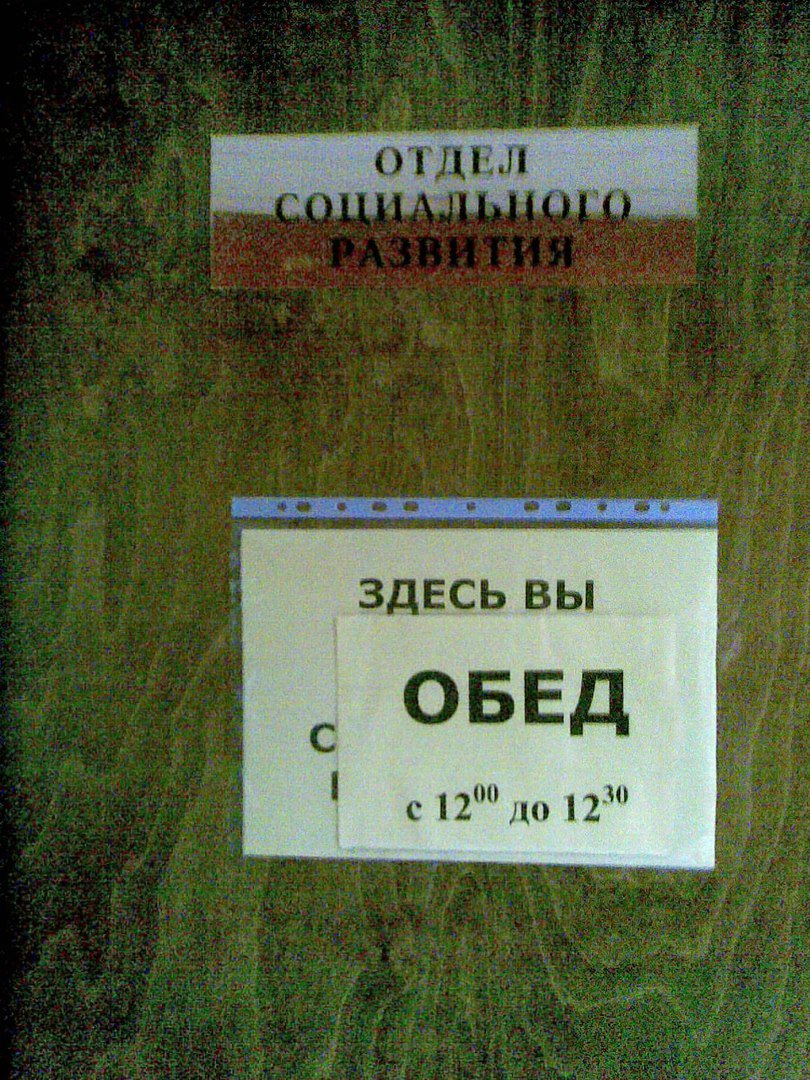 ОТДЕЛ
СОЦИАЛЬНОГО
РАЗВИТИЯ
ЗДЕСЬ ВЫ
ОБЕД
с 12⁰⁰ до 12³⁰